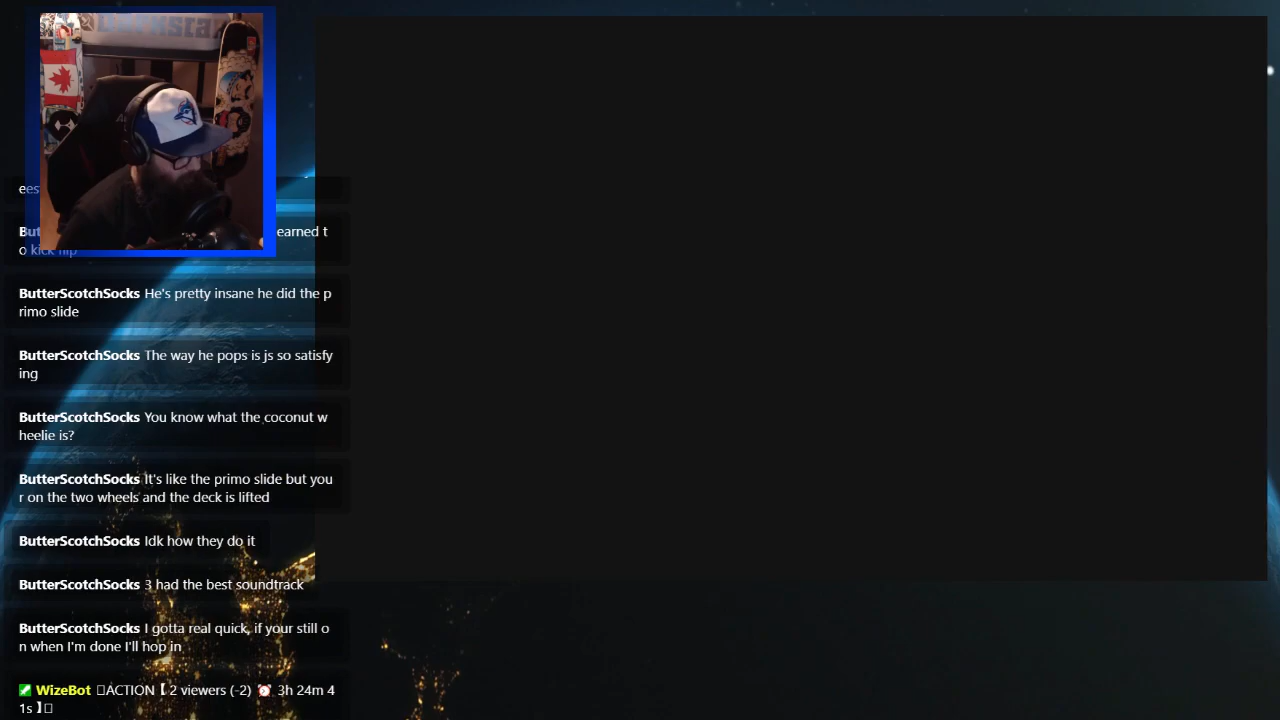 ees
But earned t
o kick flip
ButterScotchSocks He's pretty insane he did the p
rimo slide
ButterScotchSocks The way he pops is js so satisfy
ing
ButterScotchSocks You know what the coconut w
heelie is?
ButterScotchSocks It's like the primo slide but you
r on the two wheels and the deck is lifted
ButterScotchSocks Idk how they do it
ButterScotchSocks 3 had the best soundtrack
ButterScotchSocks I gotta real quick, if your still o
n when I'm done I'll hop in
WizeBot ACTION【 2 viewers (-2) ⏰ 3h 24m 4
1s 】